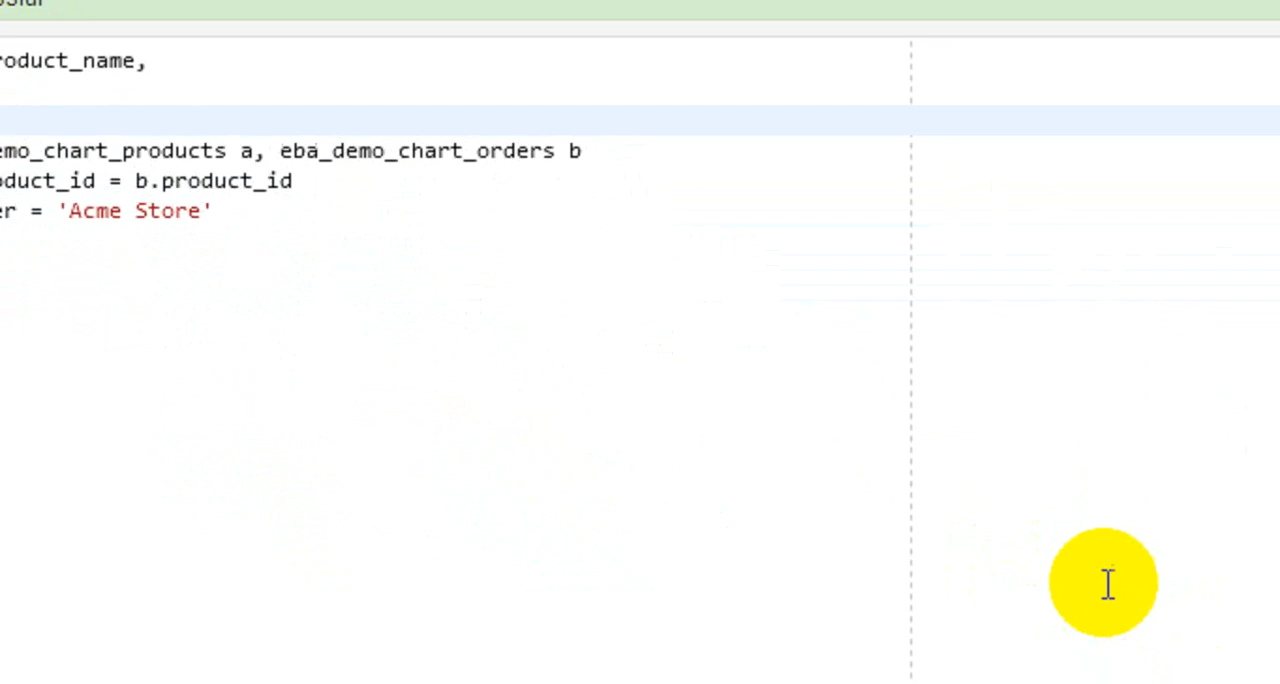 roduct_name,
emo_chart_products a, eba_demo_chart_orders b
oduct_id = b.product_id
er = 'Acme Store'